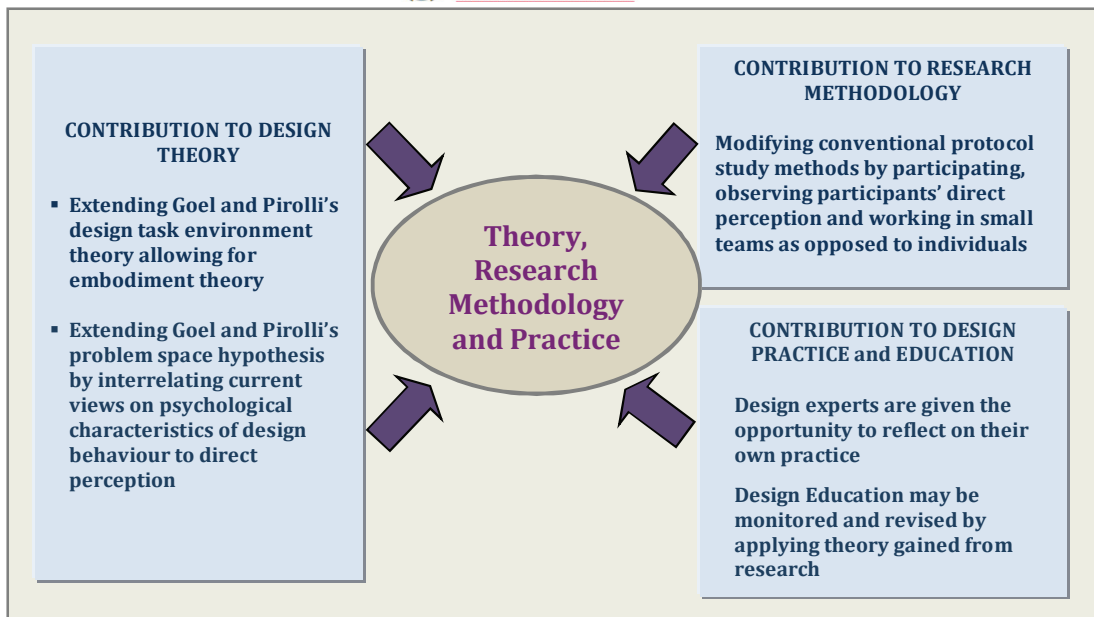 CONTRIBUTION TO DESIGN
THEORY
▪ Extending Goel and Pirolli’s
design task environment
theory allowing for
embodiment theory
▪ Extending Goel and Pirolli’s
problem space hypothesis
by interrelating current
views on psychological
characteristics of design
behaviour to direct
perception
Theory,
Research
Methodology
and Practice
CONTRIBUTION TO RESEARCH
METHODOLOGY
Modifying conventional protocol
study methods by participating,
observing participants’ direct
perception and working in small
teams as opposed to individuals
CONTRIBUTION TO DESIGN
PRACTICE and EDUCATION
Design experts are given the
opportunity to reflect on their
own practice
Design Education may be
monitored and revised by
applying theory gained from
research